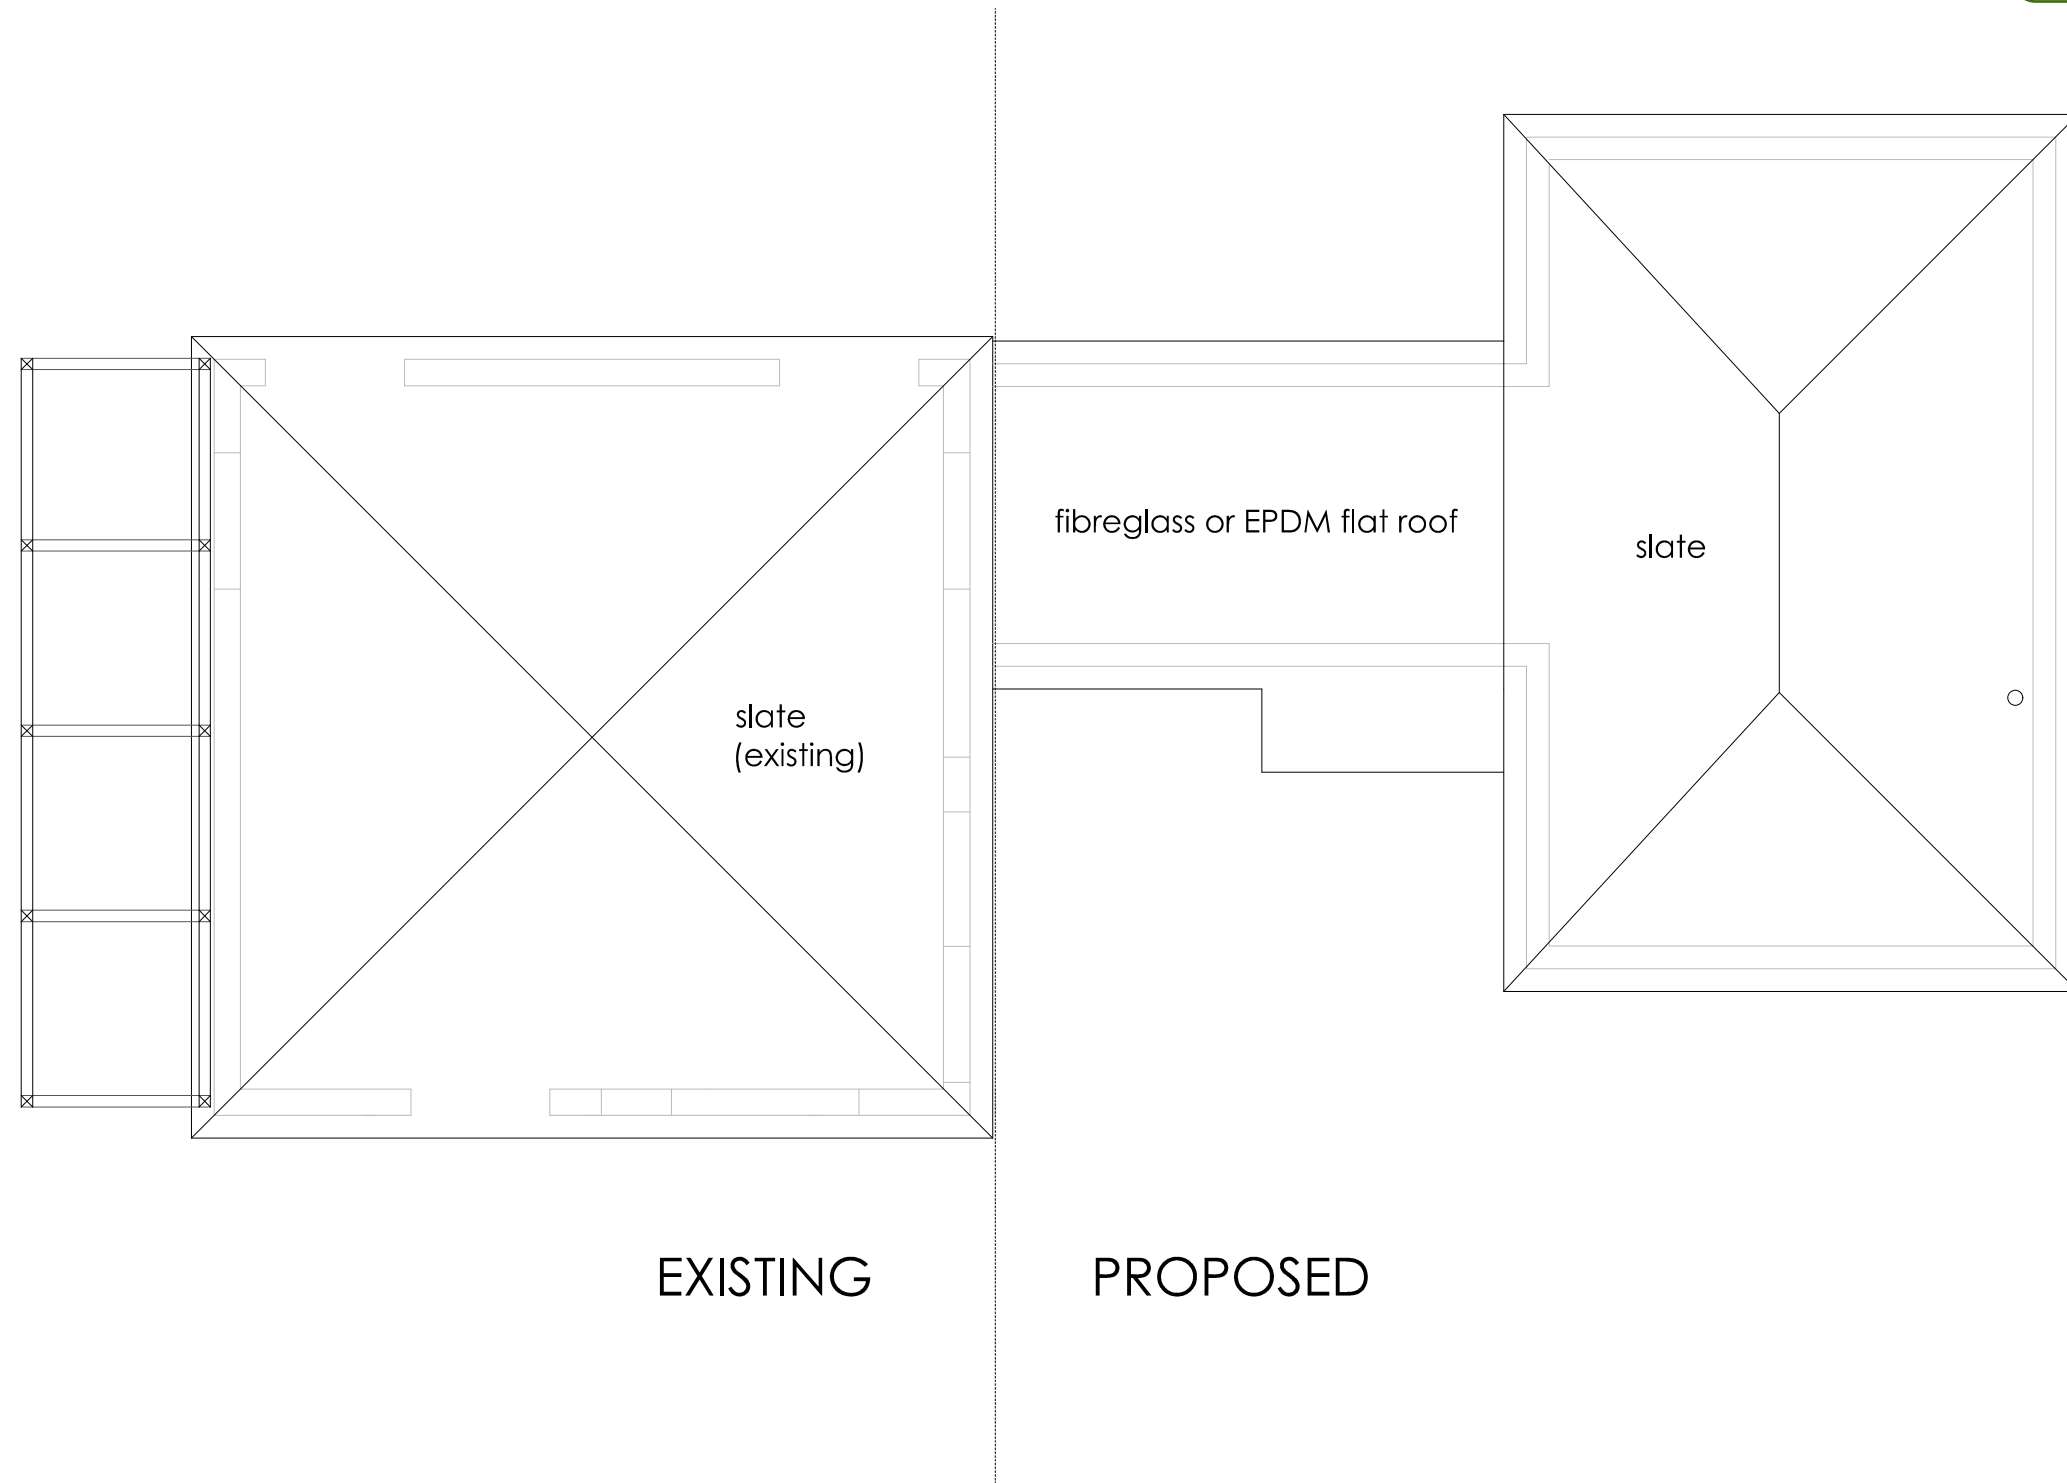 fibreglass or EPDM flat roof
slate
slate
(existing)
EXISTING
PROPOSED